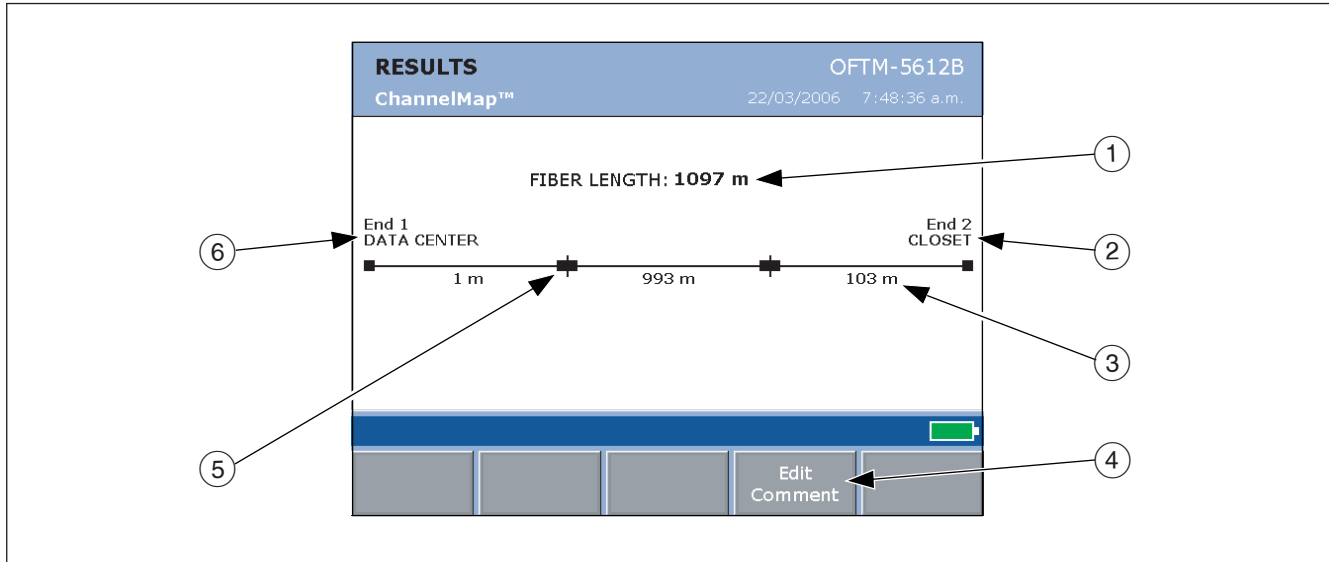 RESULTS OFTM-5612B
ChannelMap™ 22/03/2006 7:48:36 a.m.
1
FIBER LENGTH: 1097 m
End 1 End 2
6 DATA CENTER CLOSET 2
1 m 993 m 103 m
3
5 Edit 4
Comment